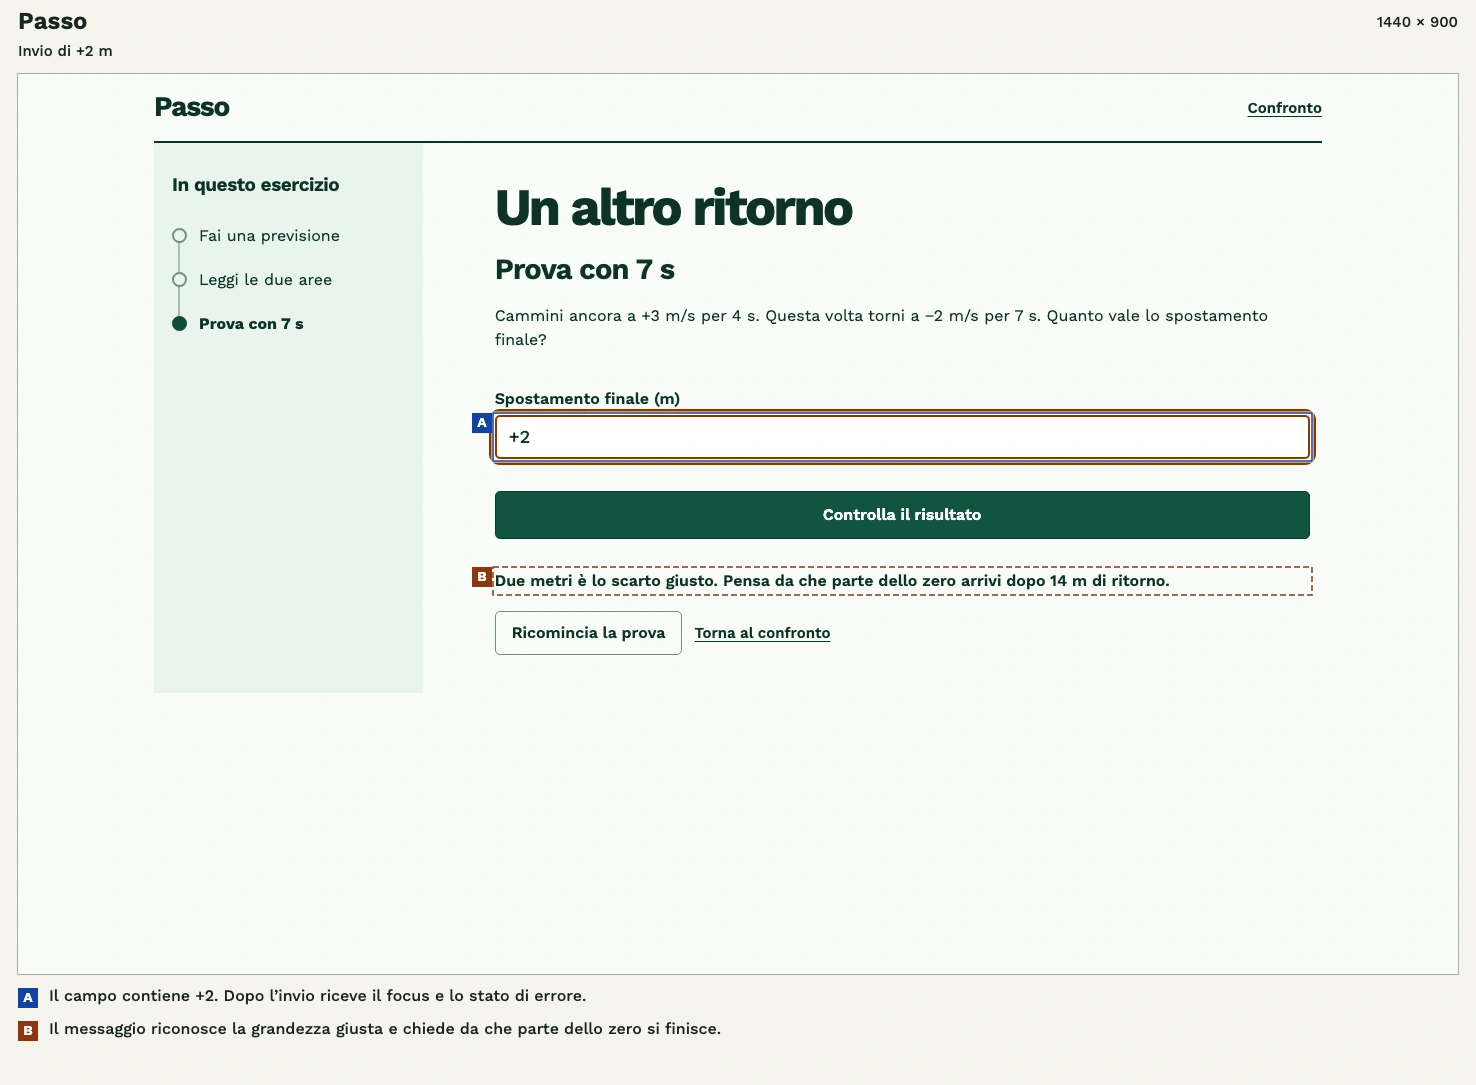 Passo
1440 × 900
Invio di +2 m
Passo
Confronto
In questo esercizio
Fai una previsione
Leggi le due aree
Prova con 7 s
Un altro ritorno
Prova con 7 s
Cammini ancora a +3 m/s per 4 s. Questa volta torni a −2 m/s per 7 s. Quanto vale lo spostamento
finale?
Spostamento finale (m)
A
+2
Controlla il risultato
B
Due metri è lo scarto giusto. Pensa da che parte dello zero arrivi dopo 14 m di ritorno.
Ricomincia la prova
Torna al confronto
A Il campo contiene +2. Dopo l’invio riceve il focus e lo stato di errore.
B Il messaggio riconosce la grandezza giusta e chiede da che parte dello zero si finisce.